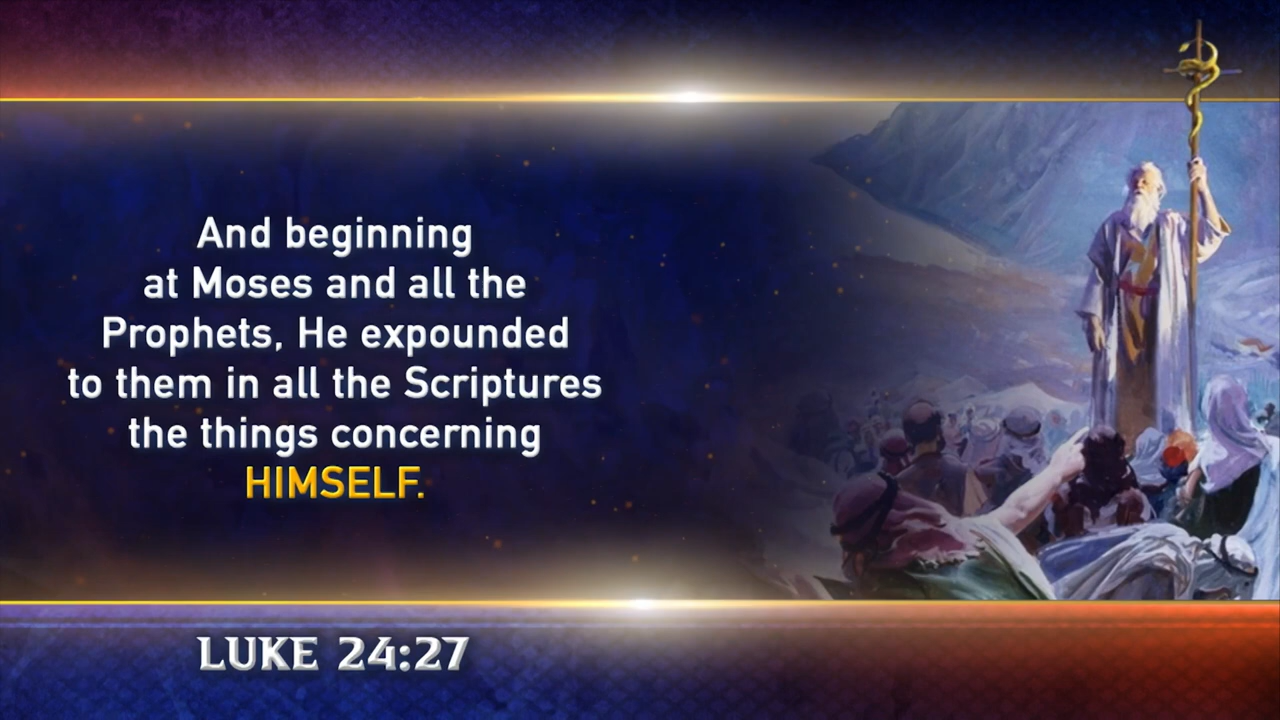 And beginning
at Moses and all the
Prophets, He expounded
to them in all the Scriptures
the things concerning
HIMSELF.
LUKE 24:27